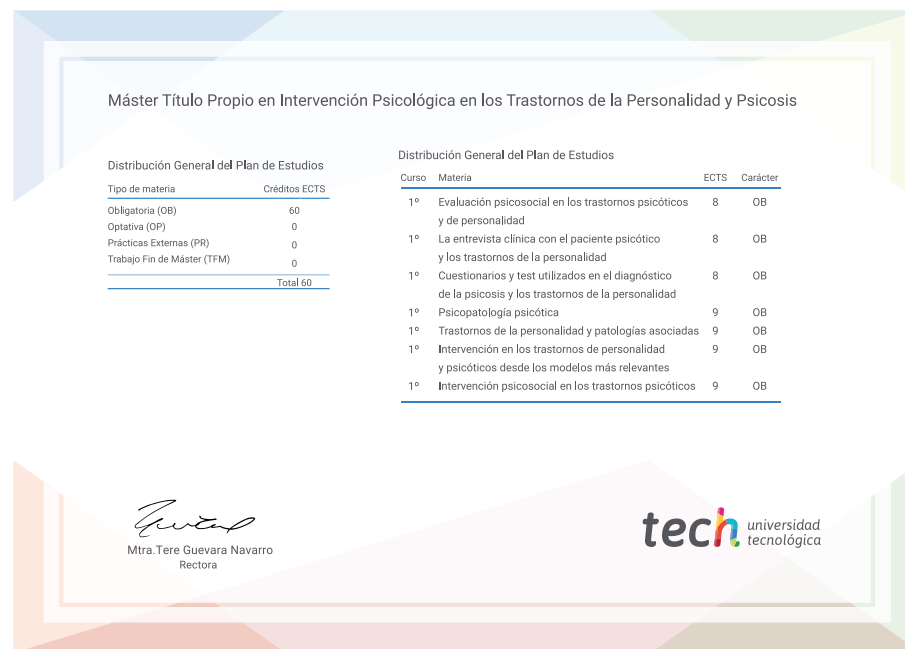 Máster Título Propio en Intervención Psicológica en los Trastornos de la Personalidad y Psicosis
Distribución General del Plan de Estudios
Tipo de materia Créditos ECTS
Obligatoria (OB) 60
Optativa (OP) 0
Prácticas Externas (PR) 0
Trabajo Fin de Máster (TFM) 0
Total 60
Distribución General del Plan de Estudios
Curso Materia ECTS Carácter
1º Evaluación psicosocial en los trastornos psicóticos 8 OB
y de personalidad
1º La entrevista clínica con el paciente psicótico 8 OB
y los trastornos de la personalidad
1º Cuestionarios y test utilizados en el diagnóstico 8 OB
de la psicosis y los trastornos de la personalidad
1º Psicopatología psicótica 9 OB
1º Trastornos de la personalidad y patologías asociadas 9 OB
1º Intervención en los trastornos de personalidad 9 OB
y psicóticos desde los modelos más relevantes
1º Intervención psicosocial en los trastornos psicóticos 9 OB
Mtra.Tere Guevara Navarro
Rectora
tech universidad
tecnológica